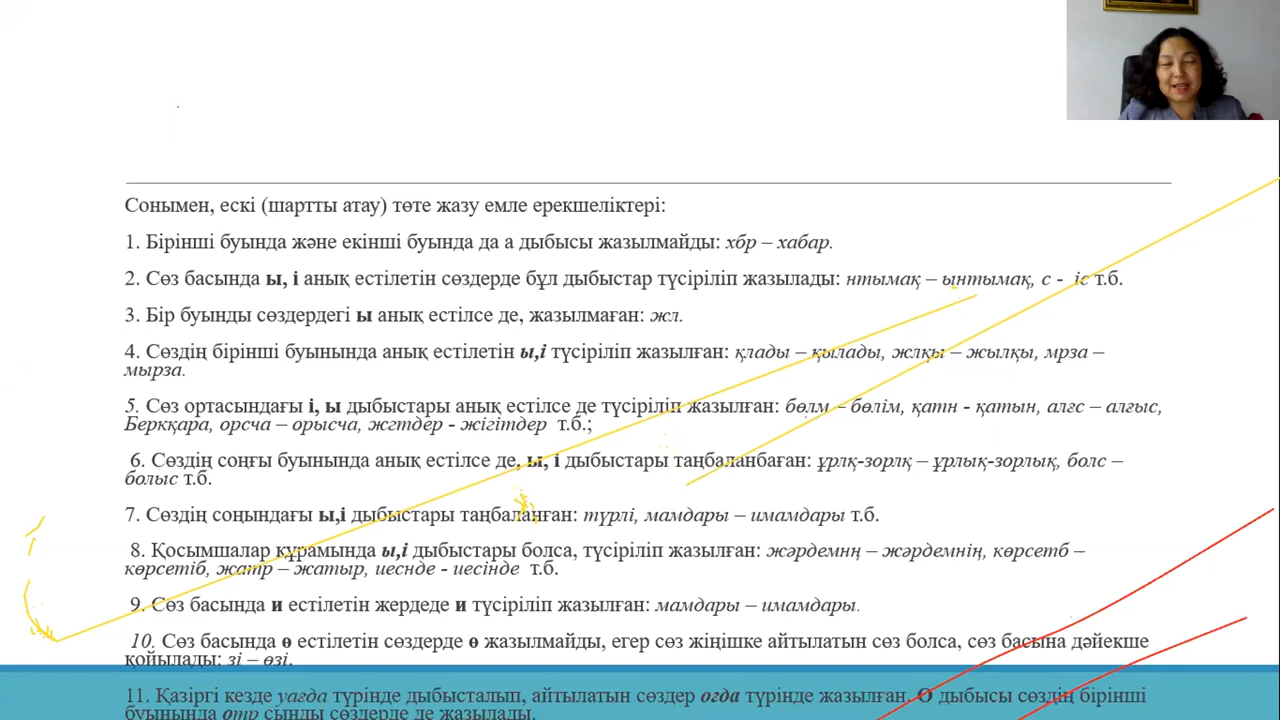 Сонымен, ескі (шартты атау) төте жазу емле ерекшеліктері:
1. Бірінші буында және екінші буында да а дыбысы жазылмайды: хбр – хабар.
2. Сөз басында ы, і анық естілетін сөздерде бұл дыбыстар түсіріліп жазылады: нтымақ – ынтымақ, с - іс т.б.
3. Бір буынды сөздердегі ы анық естілсе де, жазылмаған: жл.
4. Сөздің бірінші буынында анық естілетін ы,і түсіріліп жазылған: қлады – қылады, жлқы – жылқы, мрза –
мырза.
5. Сөз ортасындағы і, ы дыбыстары анық естілсе де түсіріліп жазылған: бөлм – бөлім, қатн - қатын, алғс – алғыс,
Беркқара, орсча – орысча, жгтдер - жігітдер т.б.;
6. Сөздің соңғы буынында анық естілсе де, ы, і дыбыстары таңбаланбаған: ұрлқ-зорлқ – ұрлық-зорлық, болс –
болыс т.б.
7. Сөздің соңындағы ы,і дыбыстары таңбаланған: түрлі, мамдары – имамдары т.б.
8. Қосымшалар құрамында ы,і дыбыстары болса, түсіріліп жазылған: жәрдемнң – жәрдемнің, көрсетб –
көрсетіб, жатр – жатыр, иеснде - иесінде т.б.
9. Сөз басында и естілетін жердеде и түсіріліп жазылған: мамдары – имамдары.
10. Сөз басында ө естілетін сөздерде ө жазылмайды, егер сөз жіңішке айтылатын сөз болса, сөз басына дәйекше
қойылады: зі – өзі.
11. Қазіргі кезде уағда түрінде дыбысталып, айтылатын сөздер оғда түрінде жазылған. О дыбысы сөздің бірінші
буынында отр сынды сөздерде де жазылады.